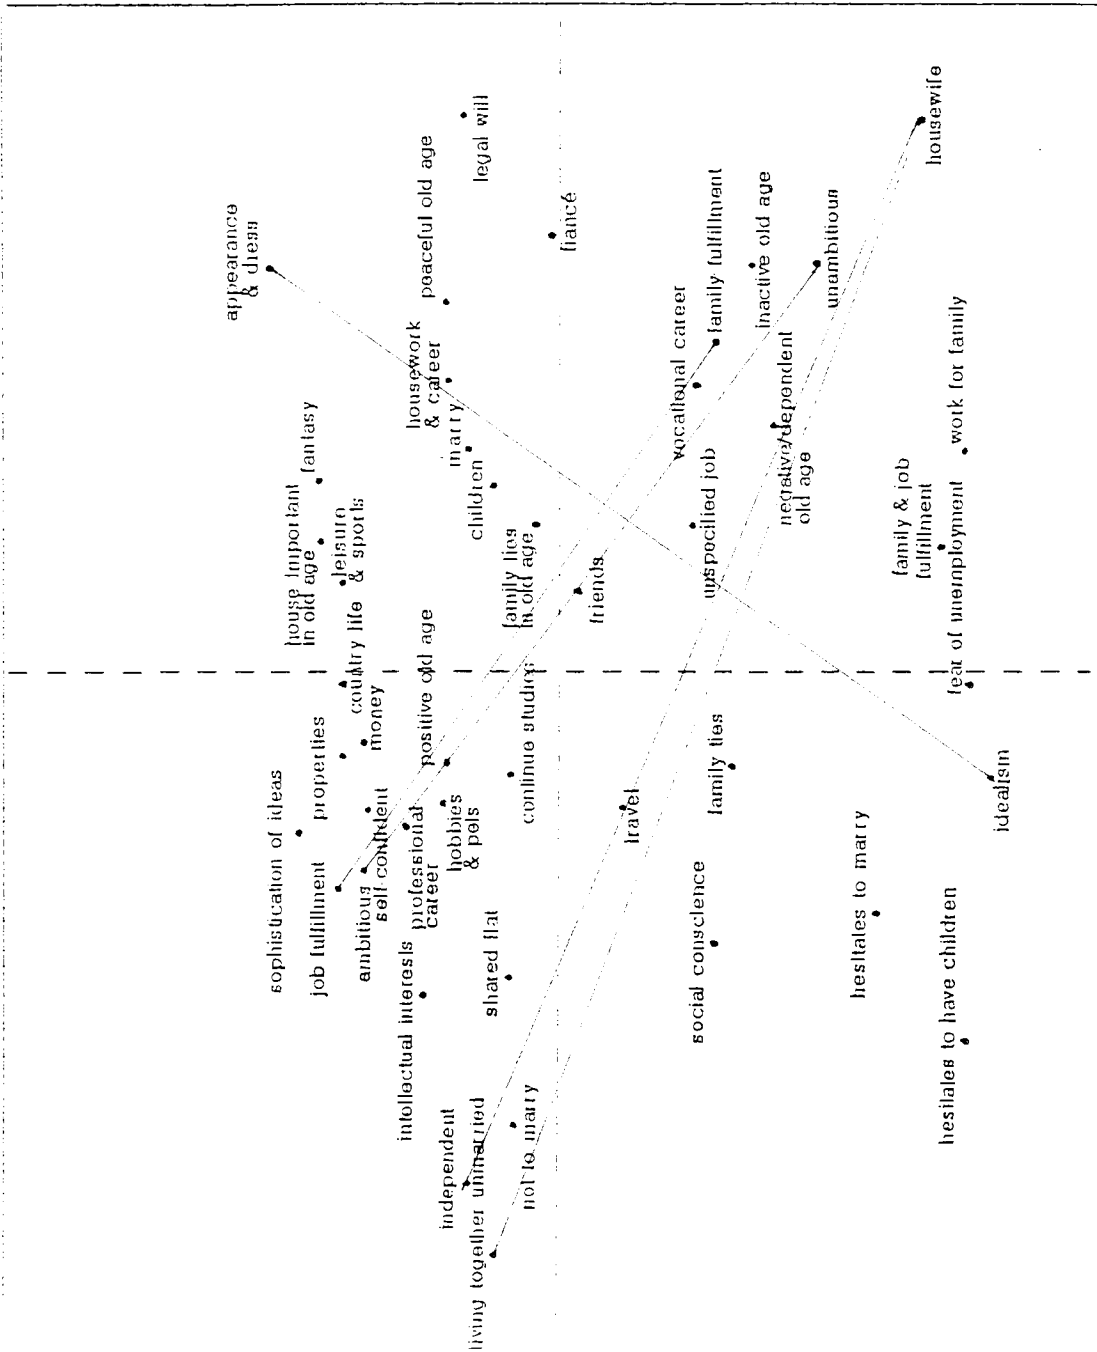 appearance
& dress
legal will
peaceful old age
housewife
fiancé
housework
& career
marry
children
fantasy
house important
in old age
leisure
& sports
country life
family ties
in old age
friends
vocational career
family fulfillment
inactive old age
unambitious
negative/dependent
old age
unspecified job
family & job
fulfillment
work for family
fear of unemployment
sophistication of ideas
properties
money
positive old age
job fulfillment
ambitious
self-confident
professional
career
hobbies
& pets
continue studies
intellectual interests
shared flat
independent
living together unmarried
not to marry
travel
family ties
social conscience
hesitates to marry
idealism
hesitates to have children